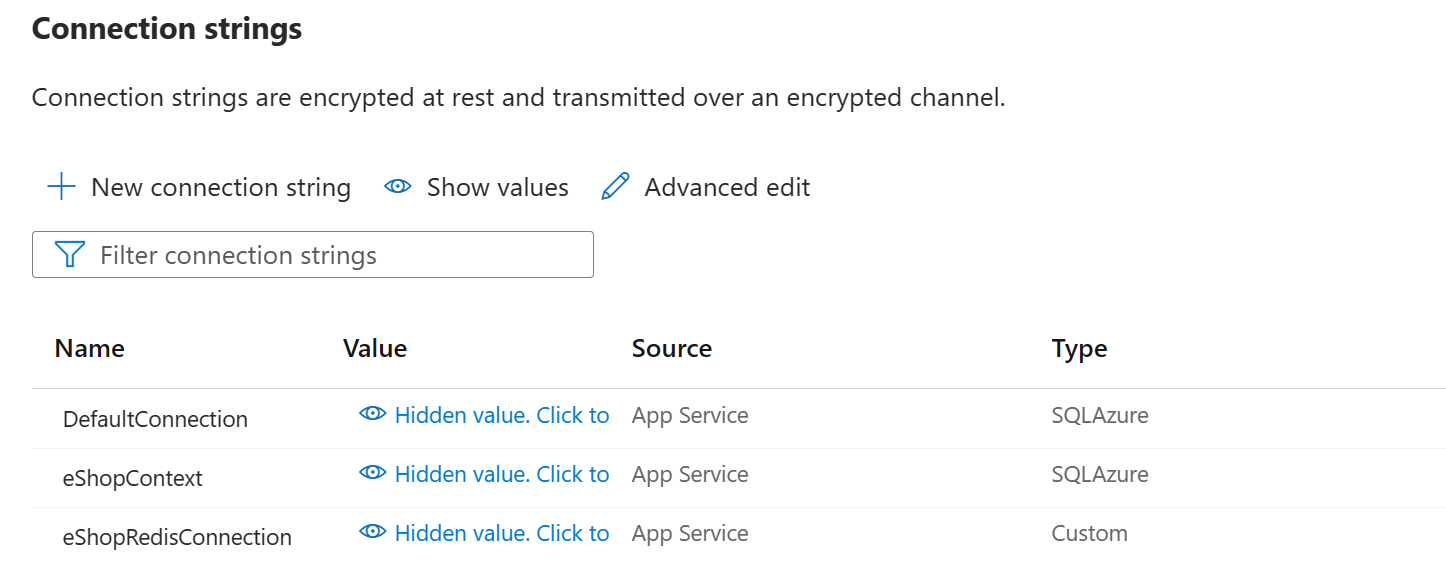 Connection strings
Connection strings are encrypted at rest and transmitted over an encrypted channel.
New connection string Show values Advanced edit
Filter connection strings
Name Value Source Type
DefaultConnection Hidden value. Click to App Service SQLAzure
eShopContext Hidden value. Click to App Service SQLAzure
eShopRedisConnection Hidden value. Click to App Service Custom